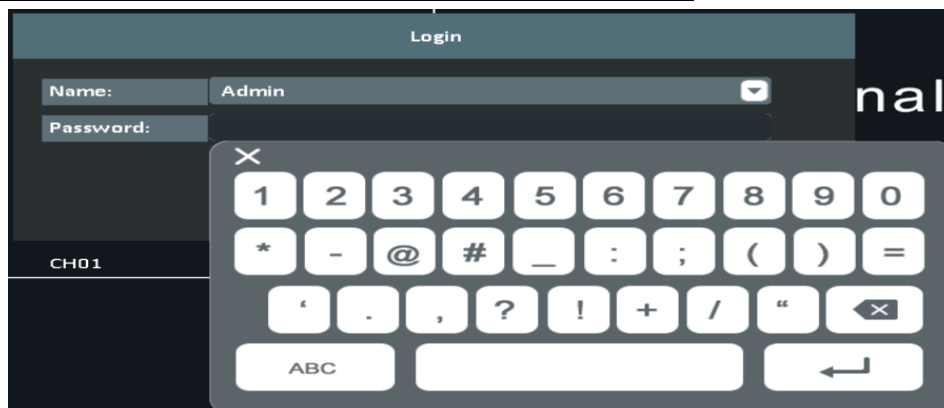 Login
Name: Admin
nal
Password:
1 2 3 4 5 6 7 8 9 0
* - @ # _ : ; ( ) =
CH01
‘ . , ? ! + / “
ABC